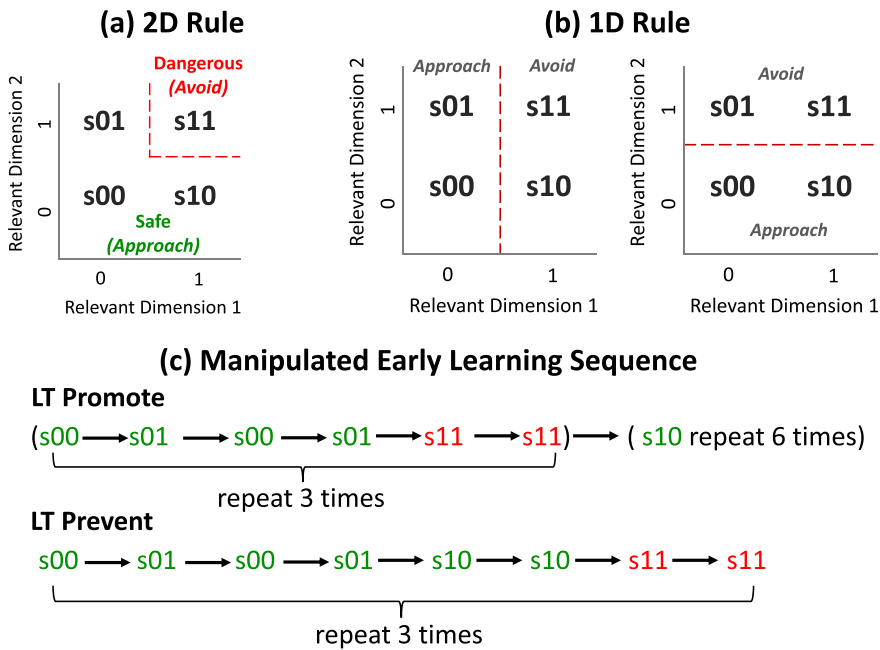 (a) 2D Rule
Relevant Dimension 2
1
0
Dangerous
(Avoid)
s01 s11
s00 s10
Safe
(Approach)
0 1
Relevant Dimension 1
(b) 1D Rule
Relevant Dimension 2
1
0
Approach Avoid
s01 s11
s00 s10
0 1
Relevant Dimension 1
Relevant Dimension 2
1
0
Avoid
s01 s11
s00 s10
Approach
0 1
Relevant Dimension 1
(c) Manipulated Early Learning Sequence
LT Promote
(s00 s01 s00 s01 s11 s11) ( s10 repeat 6 times)
repeat 3 times
LT Prevent
s00 s01 s00 s01 s10 s10 s11 s11
repeat 3 times